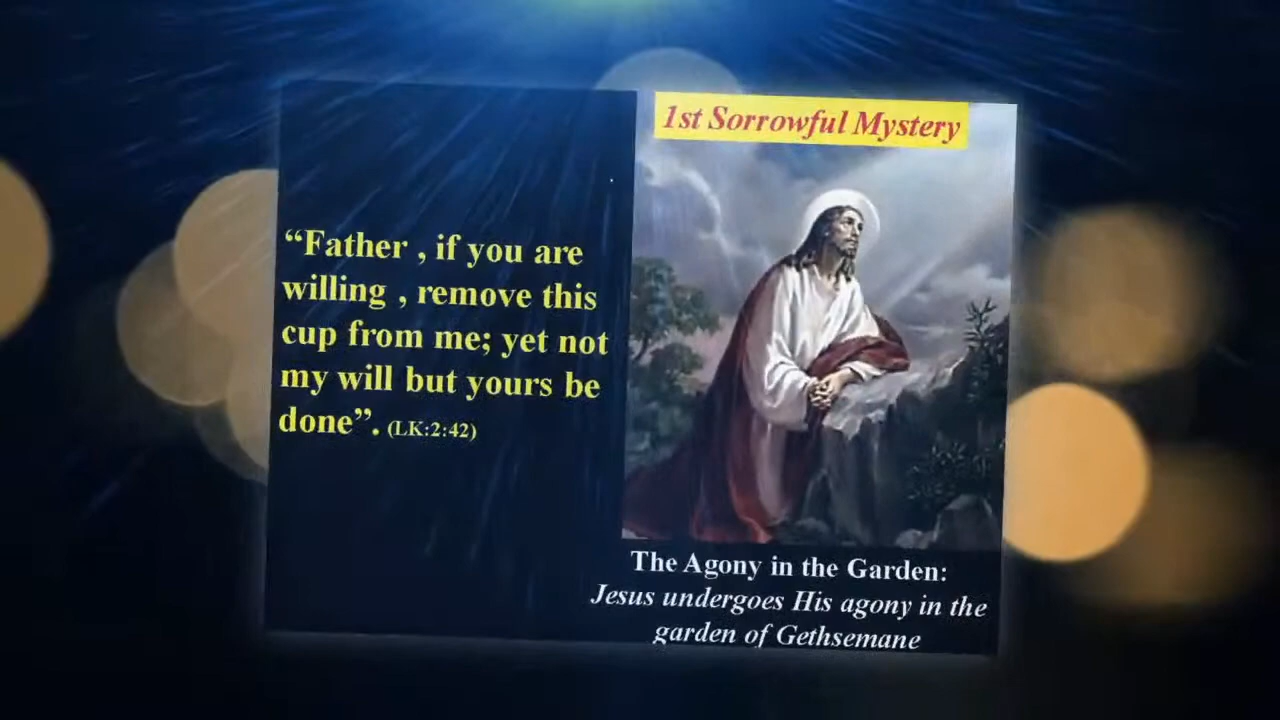 1st Sorrowful Mystery
“Father , if you are
willing , remove this
cup from me; yet not
my will but yours be
done”. (LK:2:42)
The Agony in the Garden:
Jesus undergoes His agony in the
garden of Gethsemane